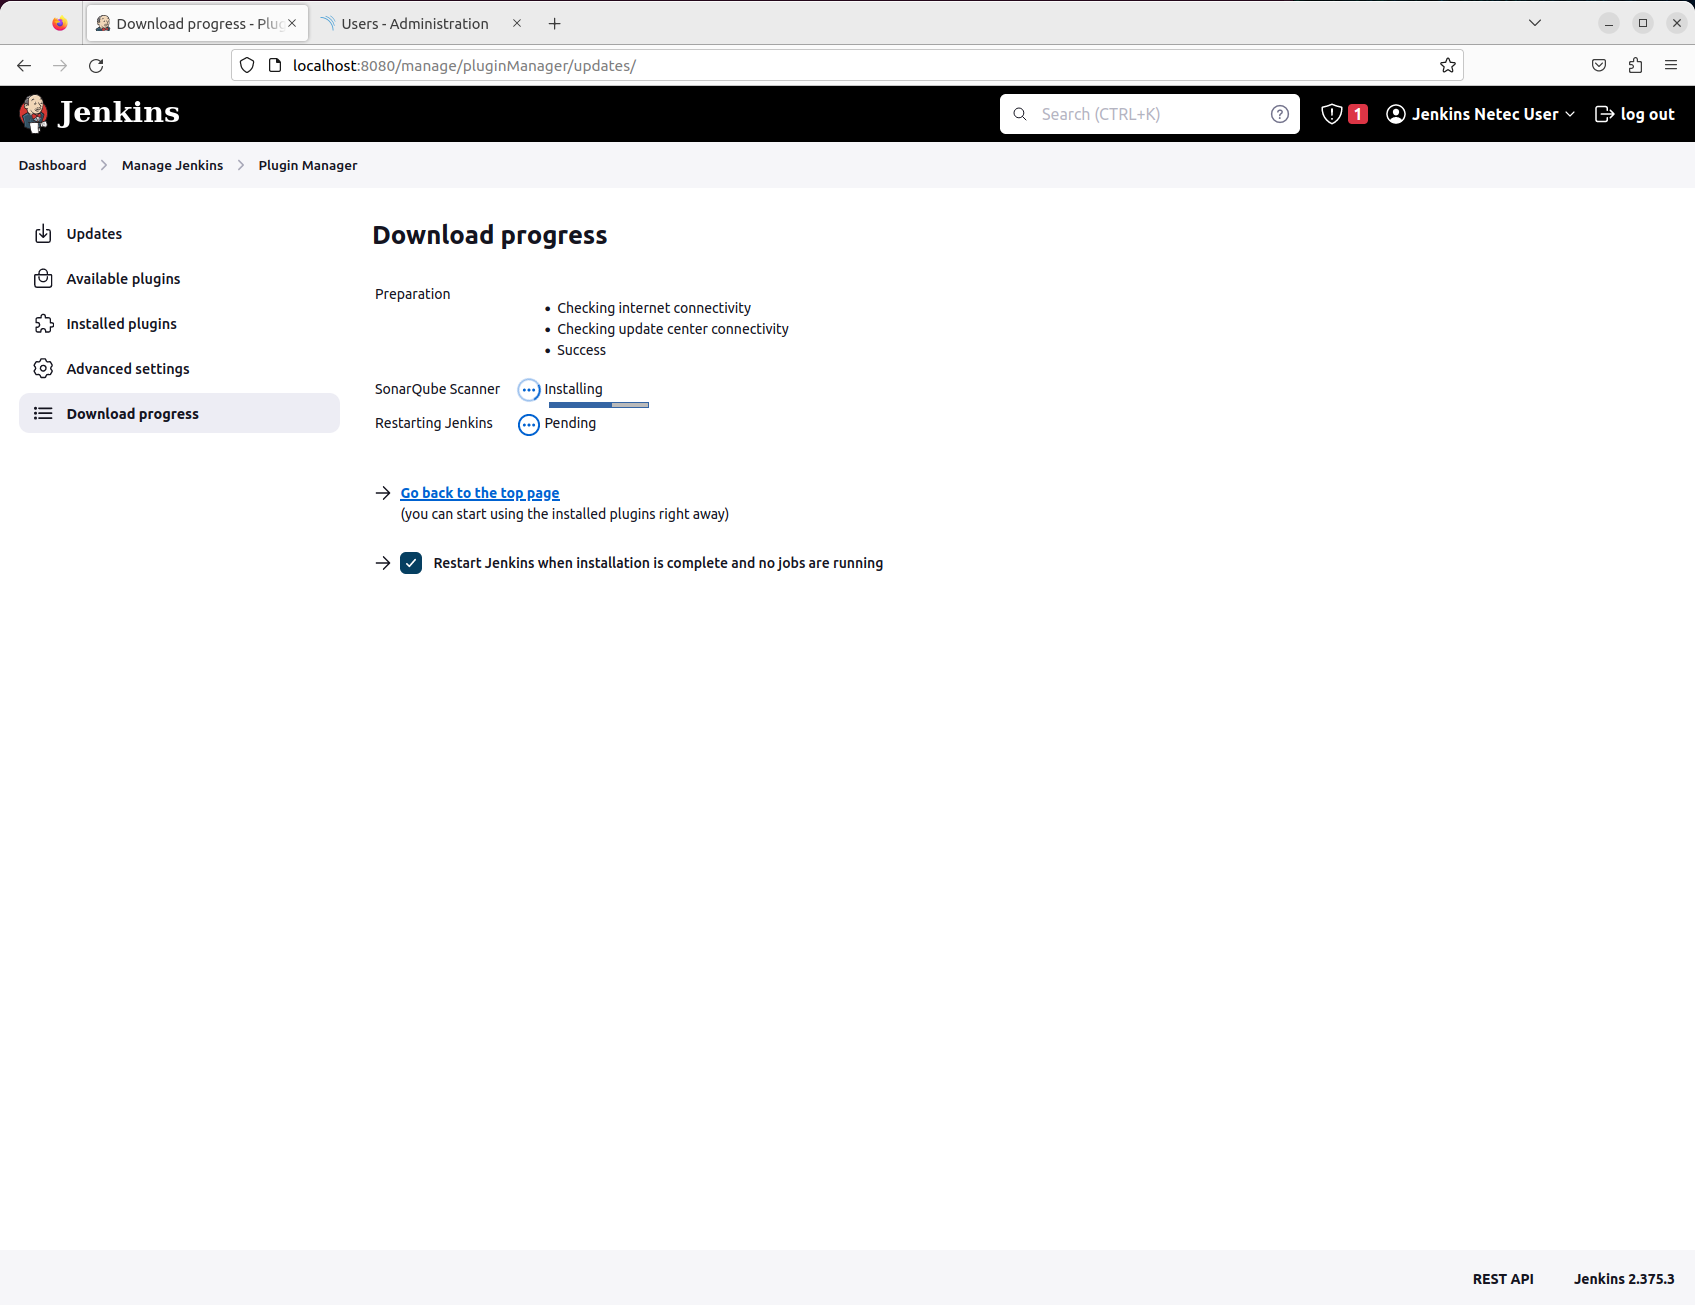 Download progress - Plug
Users - Administration
localhost:8080/manage/pluginManager/updates/
Jenkins
Search (CTRL+K)
1
Jenkins Netec User
log out
Dashboard
Manage Jenkins
Plugin Manager
Updates
Available plugins
Installed plugins
Advanced settings
Download progress
Download progress
Preparation
Checking internet connectivity
Checking update center connectivity
Success
SonarQube Scanner
Installing
Restarting Jenkins
Pending
Go back to the top page
(you can start using the installed plugins right away)
Restart Jenkins when installation is complete and no jobs are running
REST API
Jenkins 2.375.3